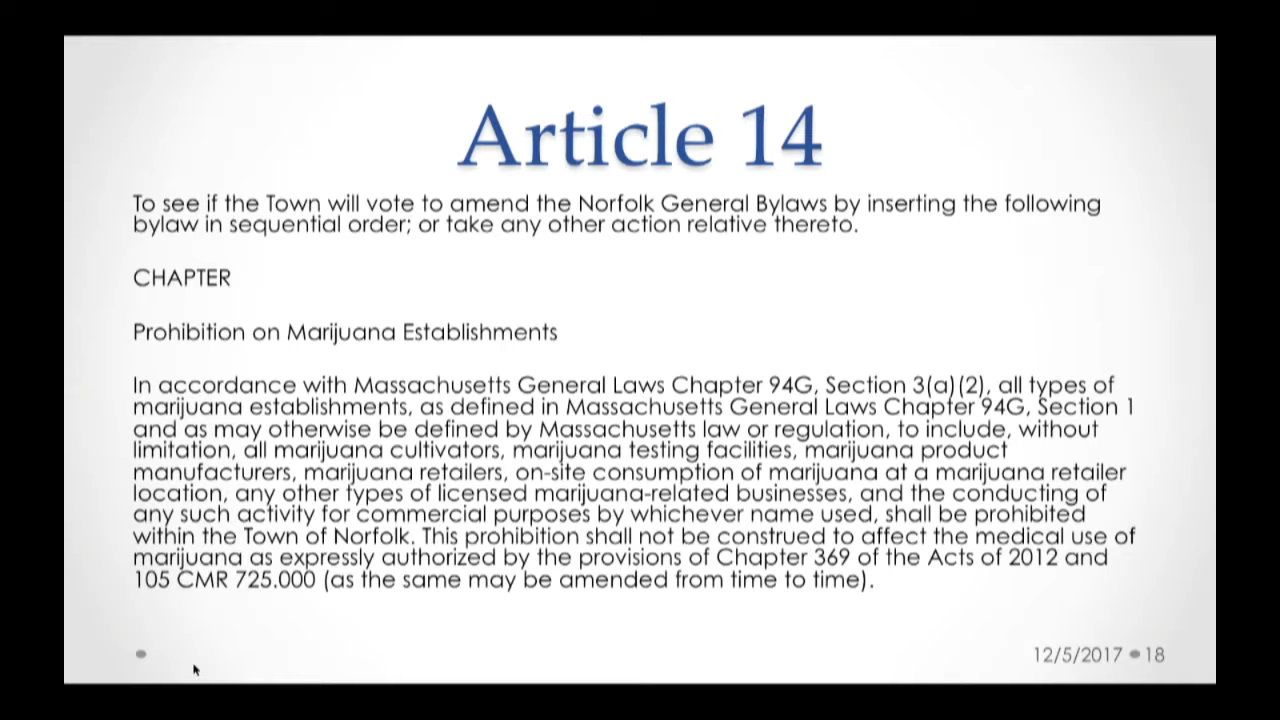 Article 14
To see if the Town will vote to amend the Norfolk General Bylaws by inserting the following
bylaw in sequential order; or take any other action relative thereto.
CHAPTER
Prohibition on Marijuana Establishments
In accordance with Massachusetts General Laws Chapter 94G, Section 3(a)(2), all types of
marijuana establishments, as defined in Massachusetts General Laws Chapter 94G, Section 1
and as may otherwise be defined by Massachusetts law or regulation, to include, without
limitation, all marijuana cultivators, marijuana testing facilities, marijuana product
manufacturers, marijuana retailers, on-site consumption of marijuana at a marijuana retailer
location, any other types of licensed marijuana-related businesses, and the conducting of
any such activity for commercial purposes by whichever name used, shall be prohibited
within the Town of Norfolk. This prohibition shall not be construed to affect the medical use of
marijuana as expressly authorized by the provisions of Chapter 369 of the Acts of 2012 and
105 CMR 725.000 (as the same may be amended from time to time).
12/5/2017 18